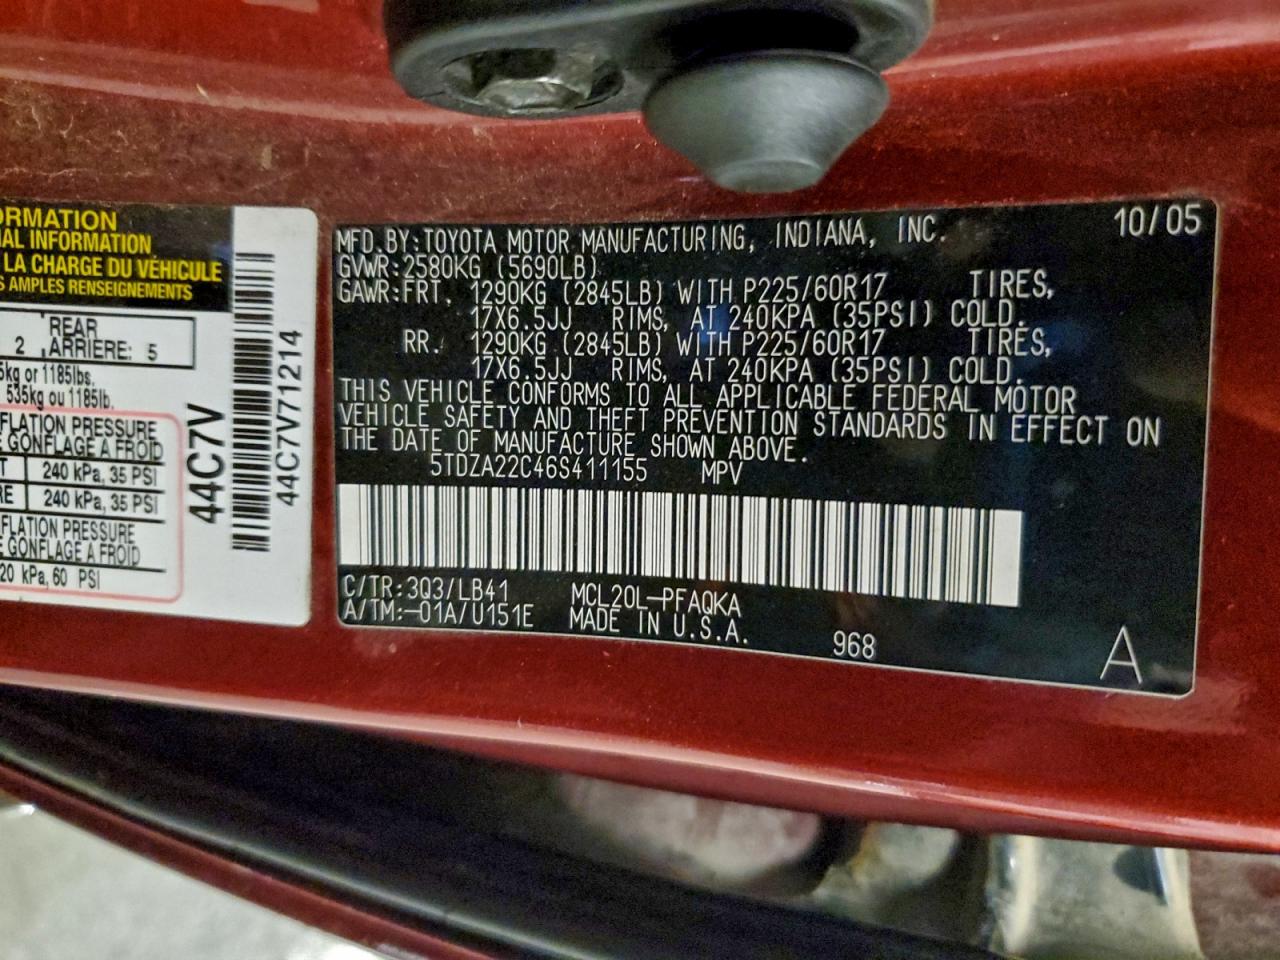 ORMATION
IAL INFORMATION
LA CHARGE DU VÉHICULE
S AMPLES RENSEIGNEMENTS
2 REAR ARRIÈRE: 5
kg or 1185lbs.
535kg ou 1185lb.
FLATION PRESSURE
E GONFLAGE A FROID
240 kPa, 35 PSI
RE 240 kPa, 35 PSI
FLATION PRESSURE
E GONFLAGE A FROID
20 kPa, 60 PSI
44C7V
44C7V71214
10/05
MFD. BY: TOYOTA MOTOR MANUFACTURING, INDIANA, INC.
GVWR: 2580KG (5690LB)
GAWR: FRT. 1290KG (2845LB) WITH P225/60R17 TIRES,
17X6.5JJ RIMS, AT 240KPA (35PSI) COLD.
RR. 1290KG (2845LB) WITH P225/60R17 TIRES,
17X6.5JJ RIMS, AT 240KPA (35PSI) COLD.
THIS VEHICLE CONFORMS TO ALL APPLICABLE FEDERAL MOTOR
VEHICLE SAFETY AND THEFT PREVENTION STANDARDS IN EFFECT ON
THE DATE OF MANUFACTURE SHOWN ABOVE.
5TDZA22C46S411155 MPV
C/TR: 3Q3/LB41 MCL20L-PFAQKA
A/TM: -01A/U151E MADE IN U.S.A.
968
A